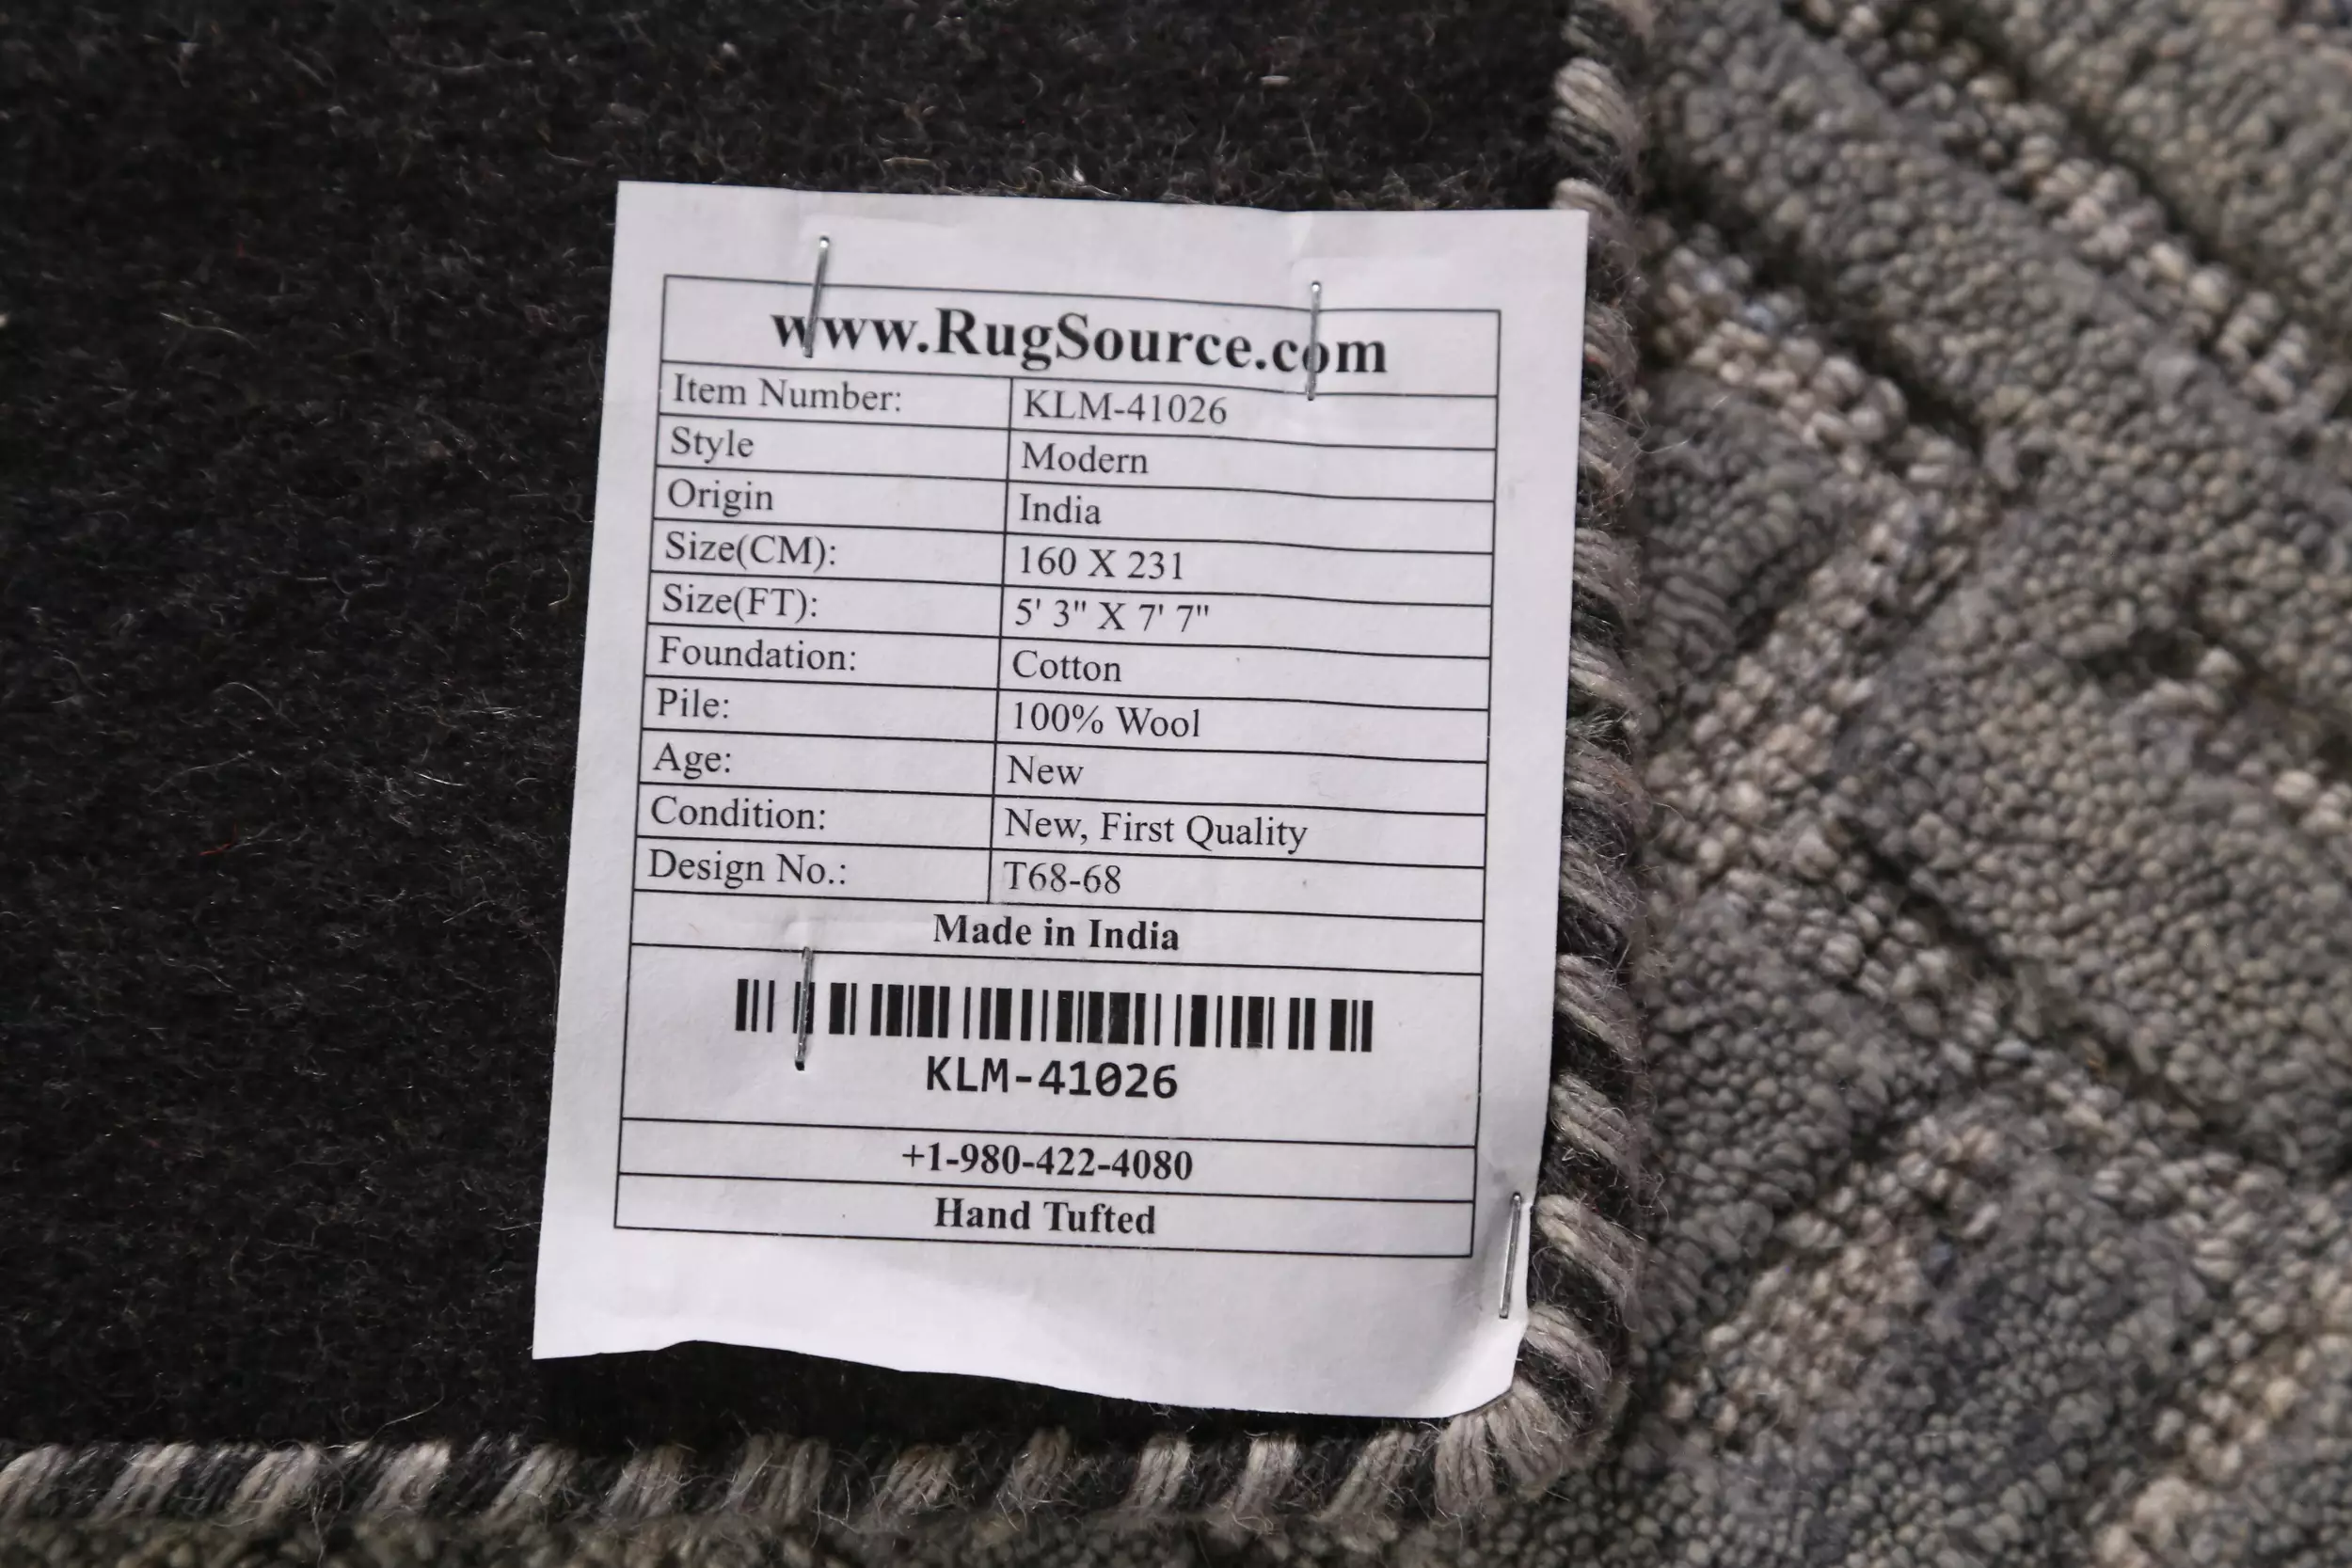 www.RugSource.com
Item Number: KLM-41026
Style Modern
Origin India
Size(CM): 160 X 231
Size(FT): 5' 3" X 7' 7"
Foundation: Cotton
Pile: 100% Wool
Age: New
Condition: New, First Quality
Design No.: T68-68
Made in India
KLM-41026
+1-980-422-4080
Hand Tufted